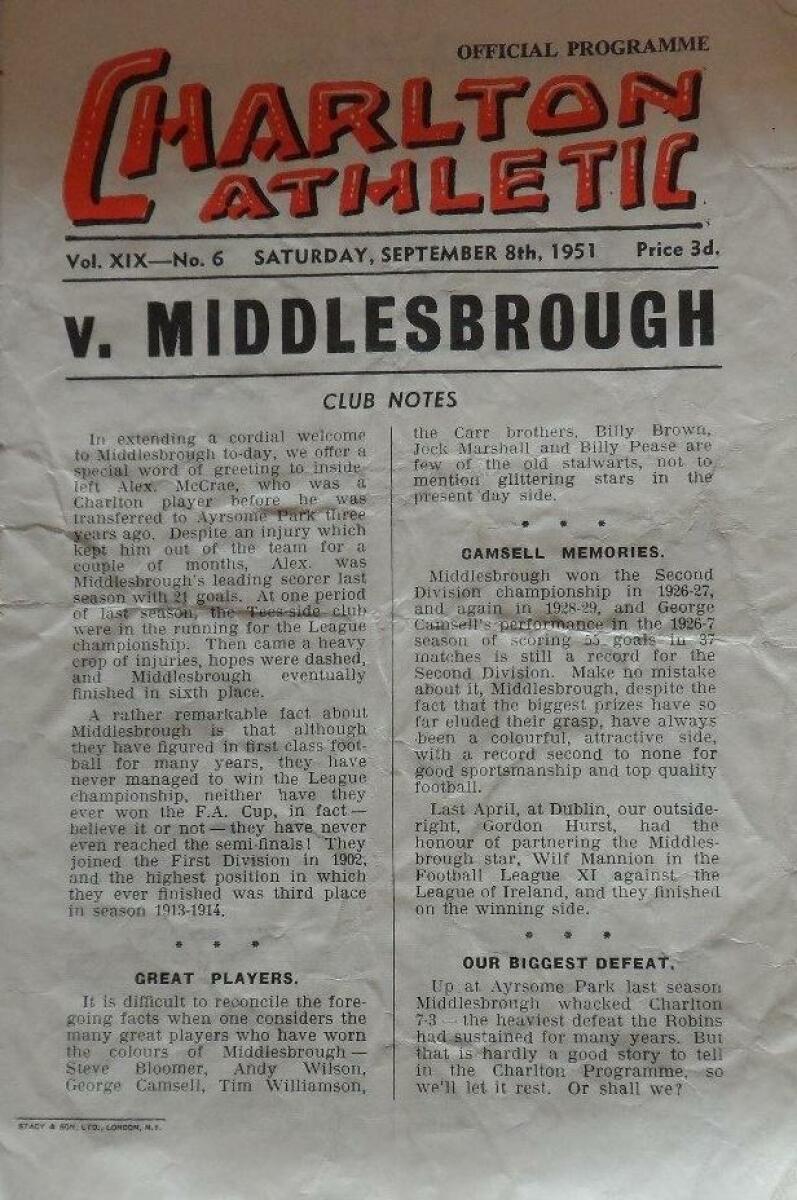 OFFICIAL PROGRAMME
CHARLTON
ATHLETIC
Vol. XIX—No. 6 SATURDAY, SEPTEMBER 8th, 1951 Price 3d.
v. MIDDLESBROUGH
CLUB NOTES
In extending a cordial welcome
to Middlesbrough to-day, we offer a
special word of greeting to inside
left Alex. McCrae, who was a
Charlton player before he was
transferred to Ayrsome Park three
years ago. Despite an injury which
kept him out of the team for a
couple of months, Alex. was
Middlesbrough's leading scorer last
season with 21 goals. At one period
of last season, the Tees-side club
were in the running for the League
championship. Then came a heavy
crop of injuries, hopes were dashed,
and Middlesbrough eventually
finished in sixth place.
A rather remarkable fact about
Middlesbrough is that although
they have figured in first class foot-
ball for many years, they have
never managed to win the League
championship, neither have they
ever won the F.A. Cup, in fact—
believe it or not—they have never
even reached the semi-finals! They
joined the First Division in 1902,
and the highest position in which
they ever finished was third place
in season 1913-1914.
* * *
GREAT PLAYERS.
It is difficult to reconcile the fore-
going facts when one considers the
many great players who have worn
the colours of Middlesbrough—
Steve Bloomer, Andy Wilson,
George Camsell, Tim Williamson,
the Carr brothers, Billy Brown,
Jock Marshall and Billy Pease are
few of the old stalwarts, not to
mention glittering stars in the
present day side.
* * *
CAMSELL MEMORIES.
Middlesbrough won the Second
Division championship in 1926-27,
and again in 1928-29, and George
Camsell's performance in the 1926-7
season of scoring 55 goals in 37
matches is still a record for the
Second Division. Make no mistake
about it, Middlesbrough, despite the
fact that the biggest prizes have so
far eluded their grasp, have always
been a colourful, attractive side,
with a record second to none for
good sportsmanship and top quality
football.
Last April, at Dublin, our outside-
right, Gordon Hurst, had the
honour of partnering the Middles-
brough star, Wilf Mannion in the
Football League XI against the
League of Ireland, and they finished
on the winning side.
* * *
OUR BIGGEST DEFEAT.
Up at Ayrsome Park last season
Middlesbrough whacked Charlton
7-3 — the heaviest defeat the Robins
had sustained for many years. But
that is hardly a good story to tell
in the Charlton Programme, so
we'll let it rest. Or shall we?
STACY & SON, LTD., LONDON, N.1.